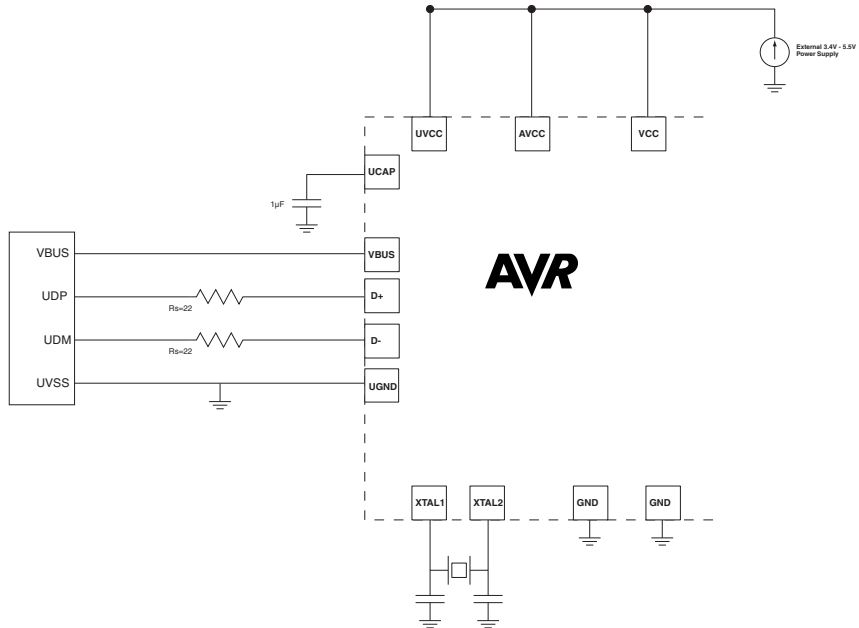 External 3.4V - 5.5V
Power Supply
UVCC
AVCC
VCC
UCAP
1µF
VBUS
VBUS
UDP
Rs=22
D+
UDM
Rs=22
D-
UVSS
UGND
AVR
XTAL1
XTAL2
GND
GND